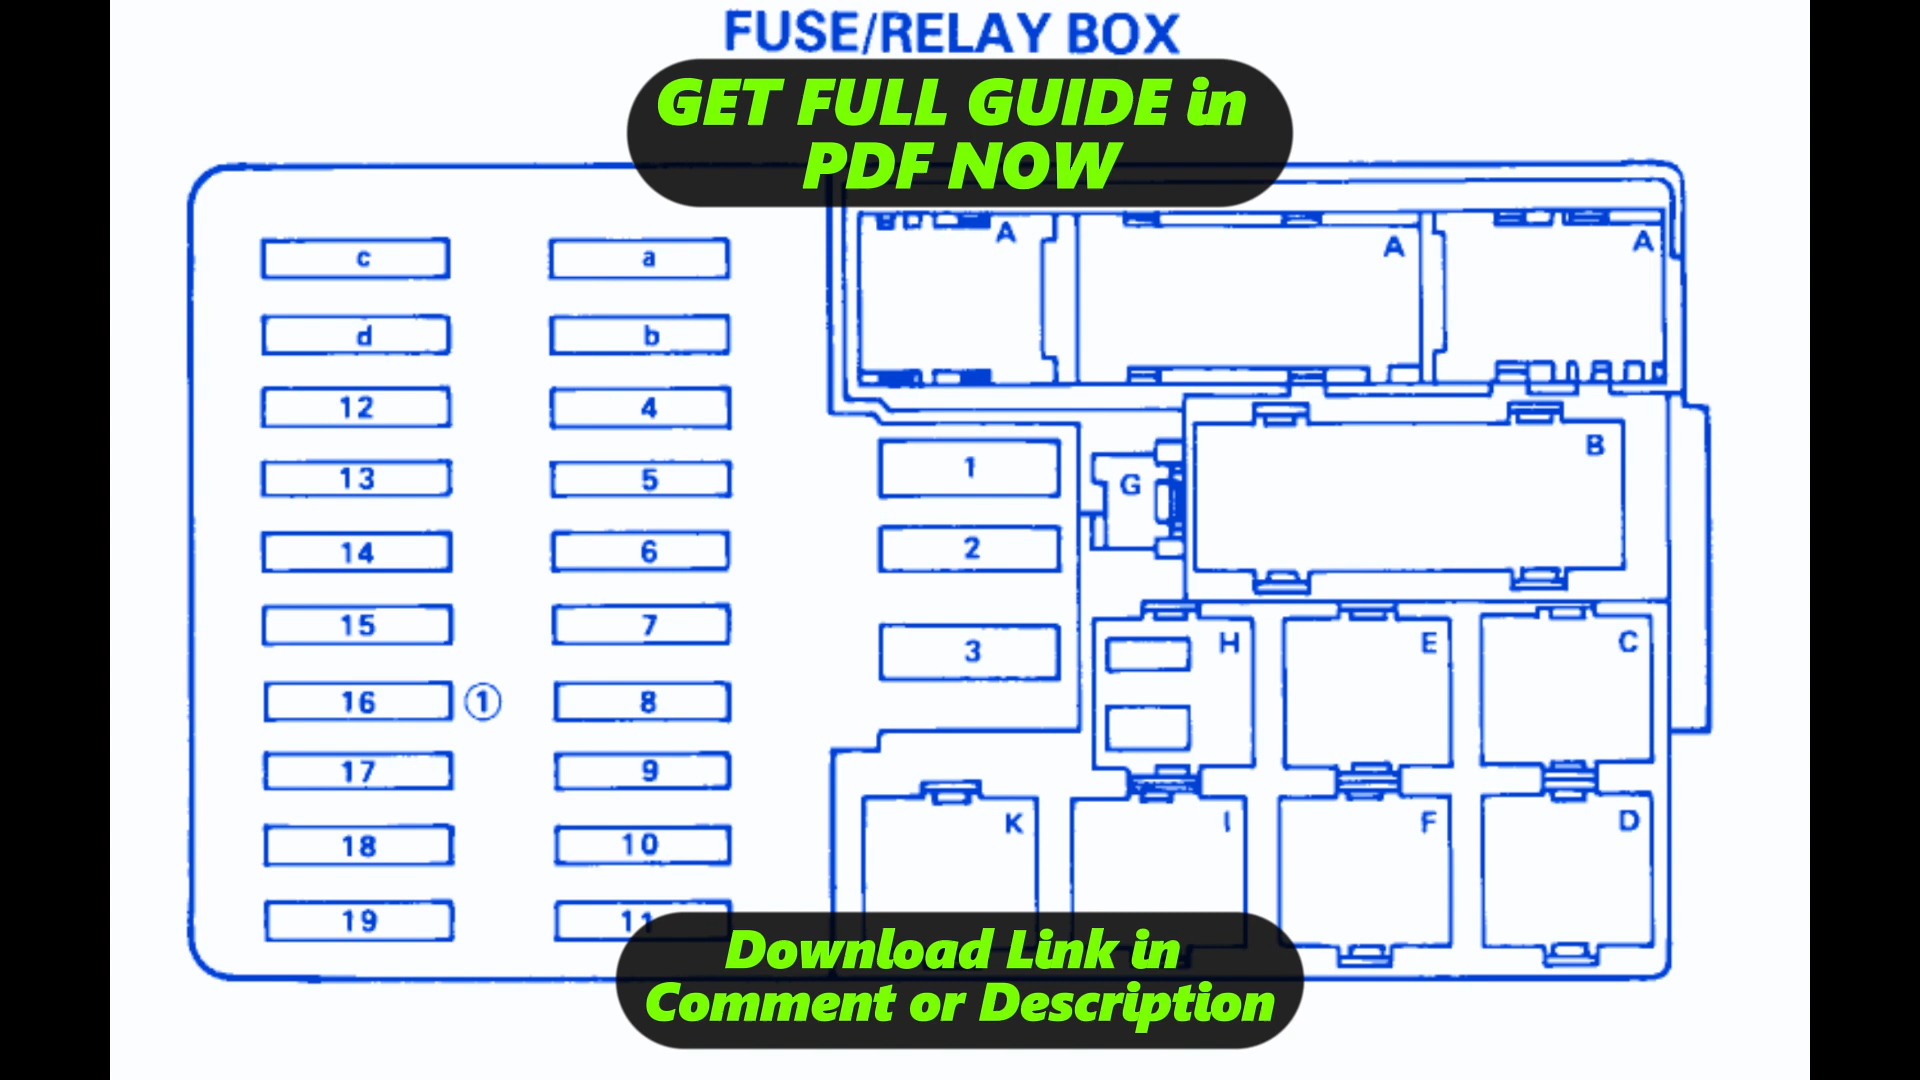 FUSE/RELAY BOX
GET FULL GUIDE in
PDF NOW
c
a
d
b
12
4
13
5
14
6
15
7
16
①
8
17
9
18
10
19
11
A
A
A
1
2
3
G
B
H
E
C
K
I
F
D
Download Link in
Comment or Description